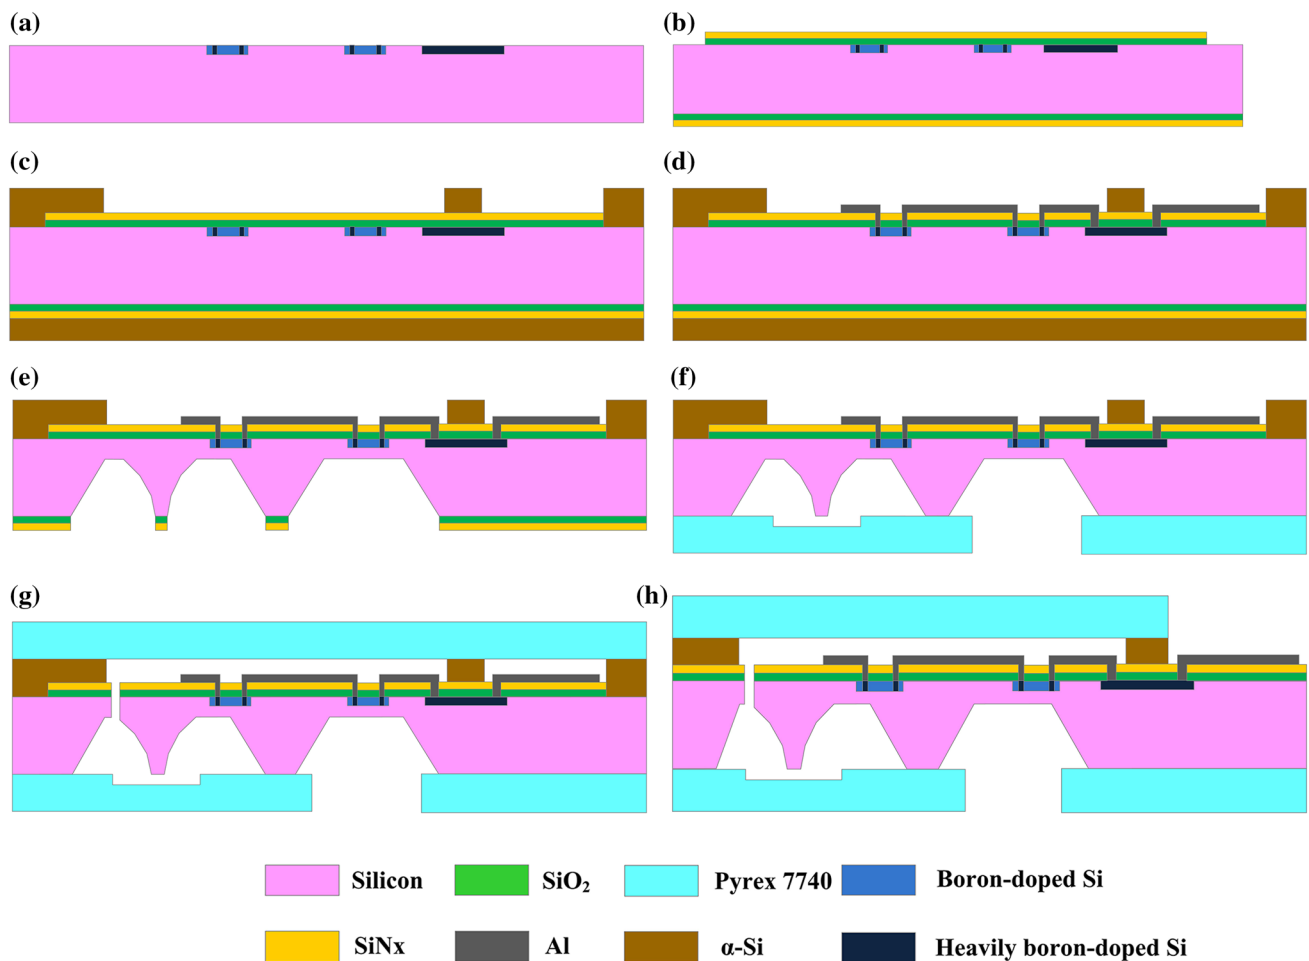 (a)
(b)
(c)
(d)
(e)
(f)
(g)
(h)
Silicon
SiO₂
Pyrex 7740
Boron-doped Si
SiNx
Al
α-Si
Heavily boron-doped Si